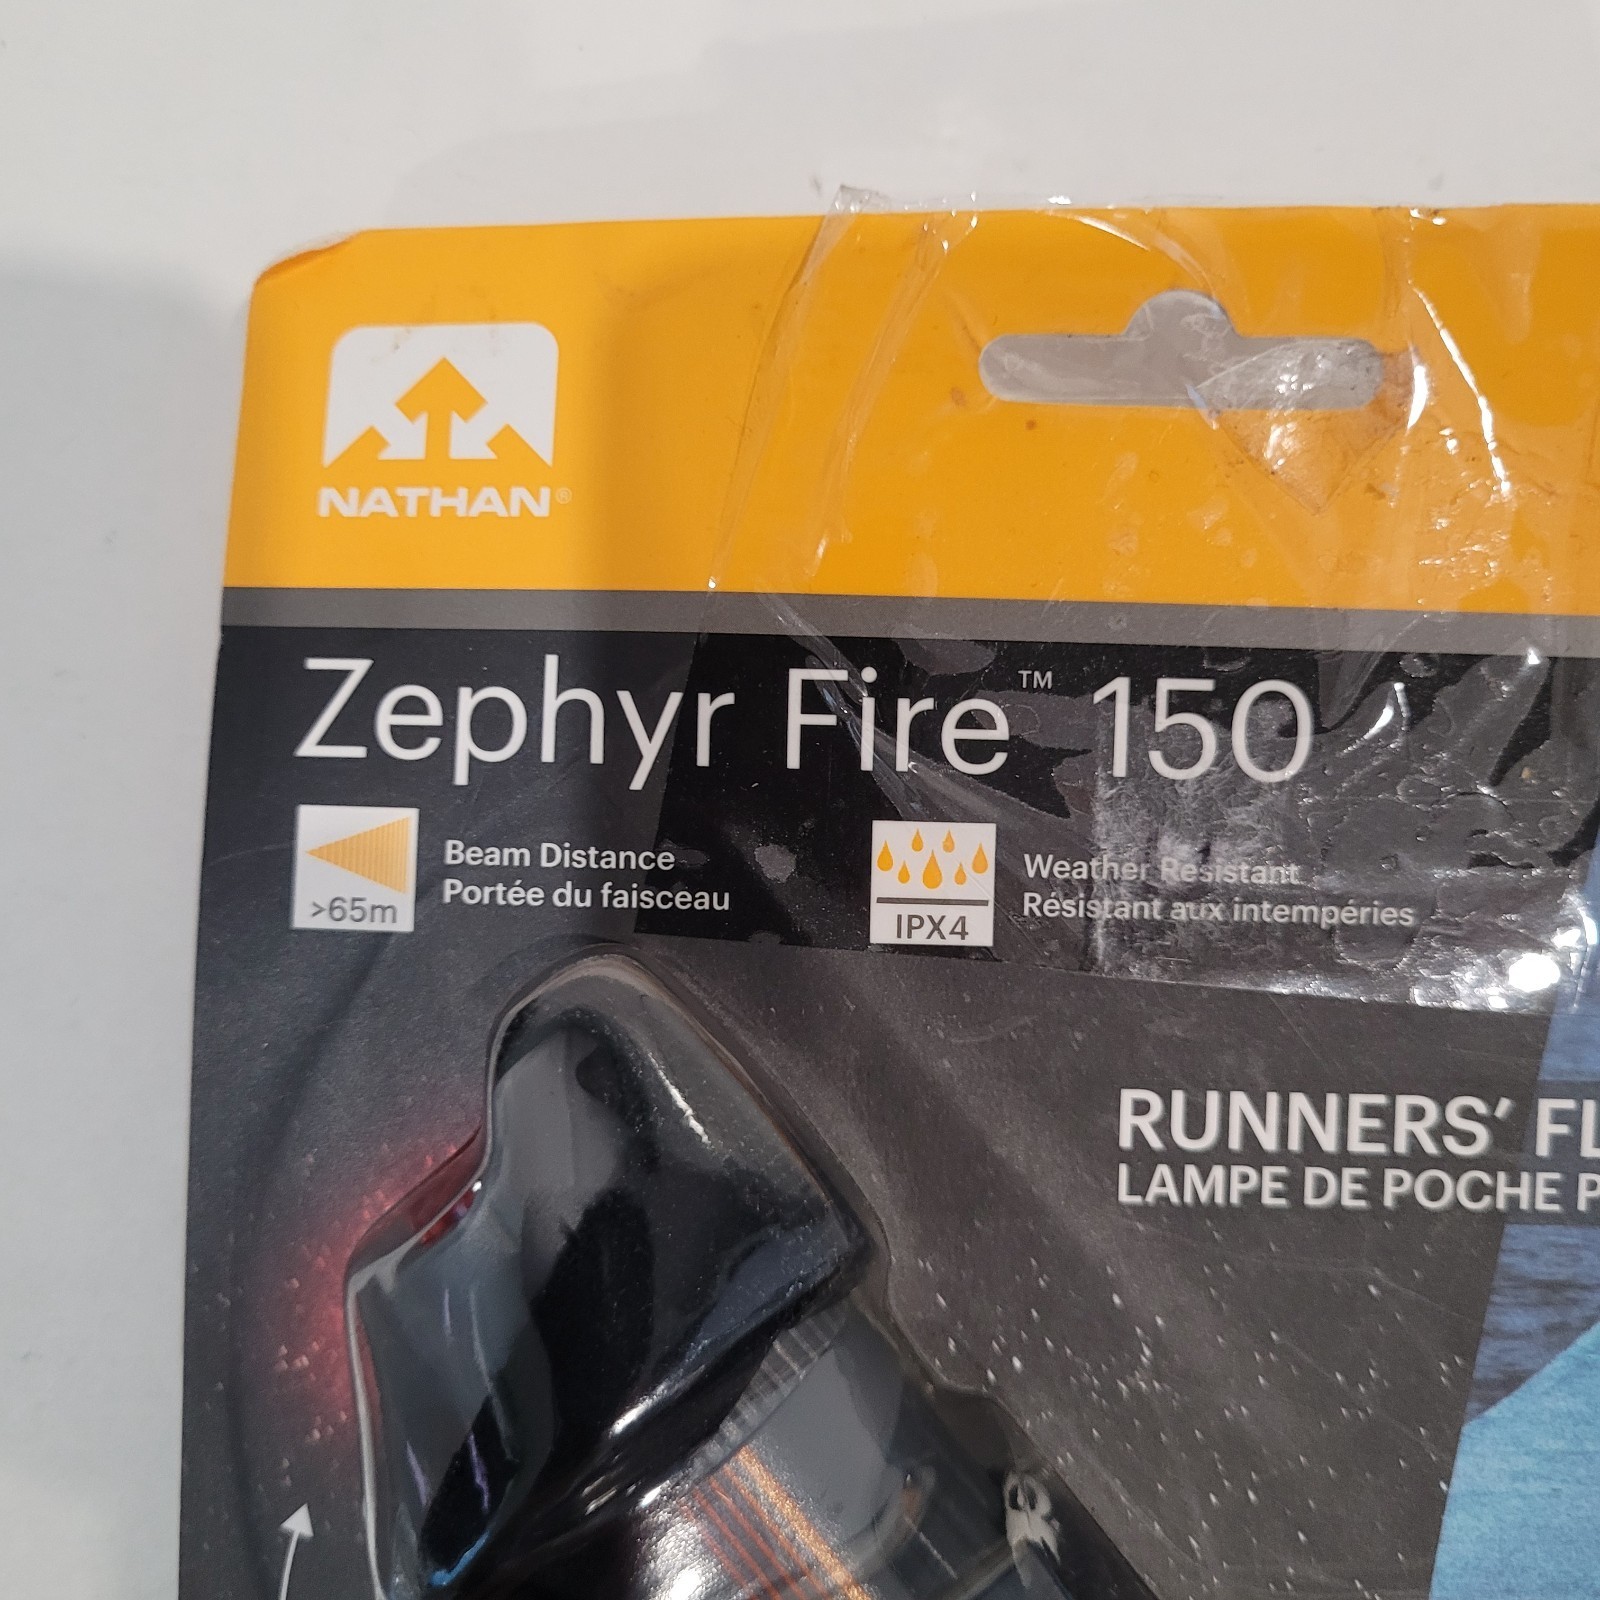 NATHAN®
Zephyr Fire™ 150
>65m
Beam Distance
Portée du faisceau
IPX4
Weather Resistant
Résistant aux intempéries
RUNNERS'
LAMPE DE POCHE